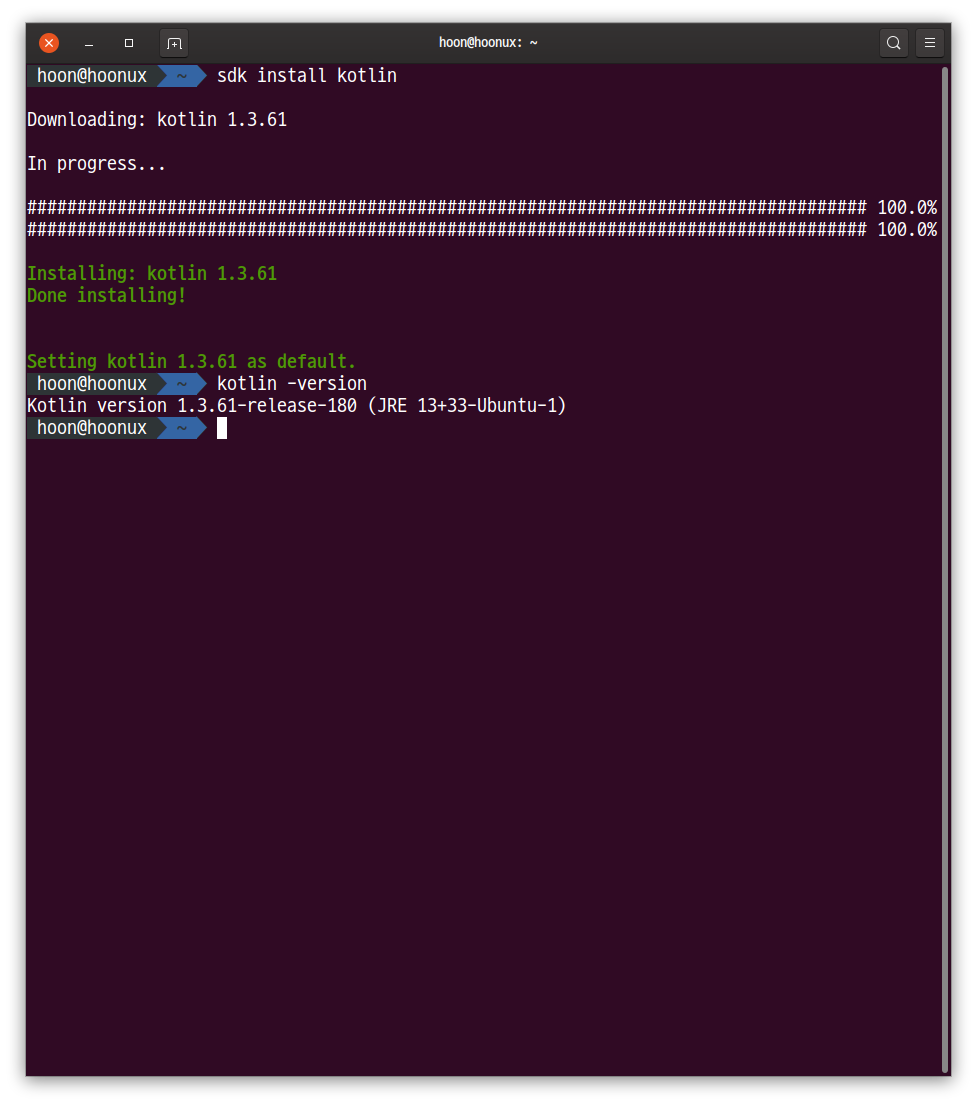 hoon@hoonux: ~
hoon@hoonux ~ sdk install kotlin
Downloading: kotlin 1.3.61
In progress...
#################################################################################### 100.0%
#################################################################################### 100.0%
Installing: kotlin 1.3.61
Done installing!
Setting kotlin 1.3.61 as default.
hoon@hoonux ~ kotlin -version
Kotlin version 1.3.61-release-180 (JRE 13+33-Ubuntu-1)
hoon@hoonux ~